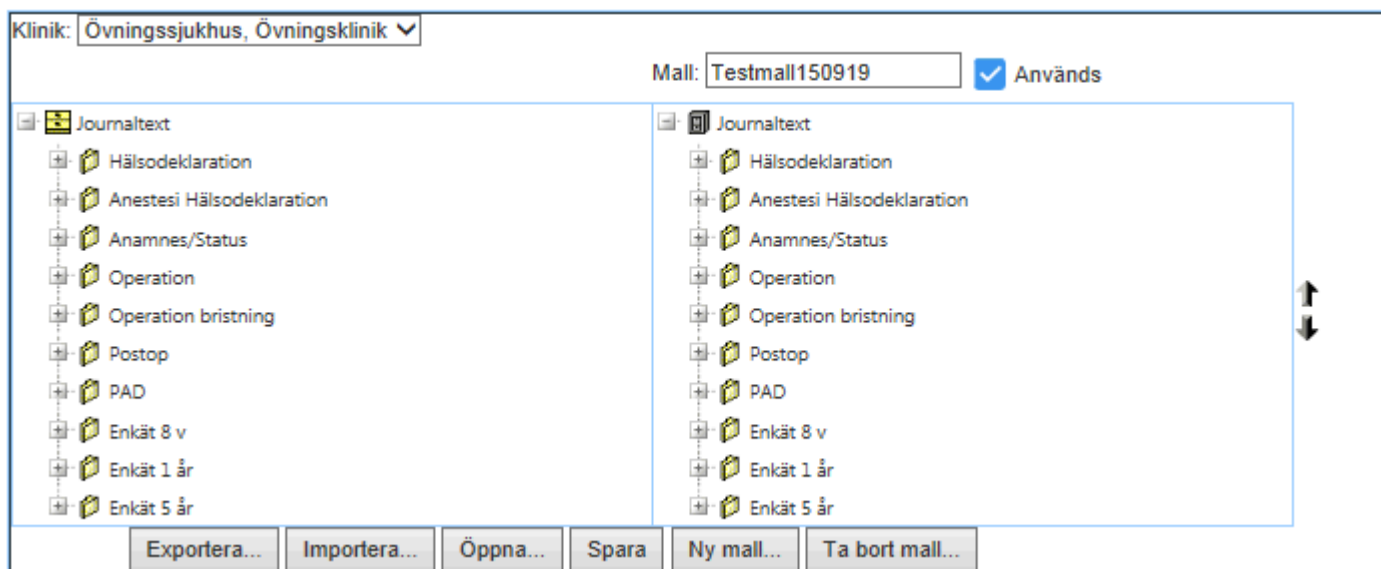 Klinik: Övningssjukhus, Övningsklinik
Mall: Testmall150919 Används
Journaltext
Hälsodeklaration
Anestesi Hälsodeklaration
Anamnes/Status
Operation
Operation bristning
Postop
PAD
Enkät 8 v
Enkät 1 år
Enkät 5 år
Journaltext
Hälsodeklaration
Anestesi Hälsodeklaration
Anamnes/Status
Operation
Operation bristning
Postop
PAD
Enkät 8 v
Enkät 1 år
Enkät 5 år
Exportera... Importera... Öppna... Spara Ny mall... Ta bort mall...